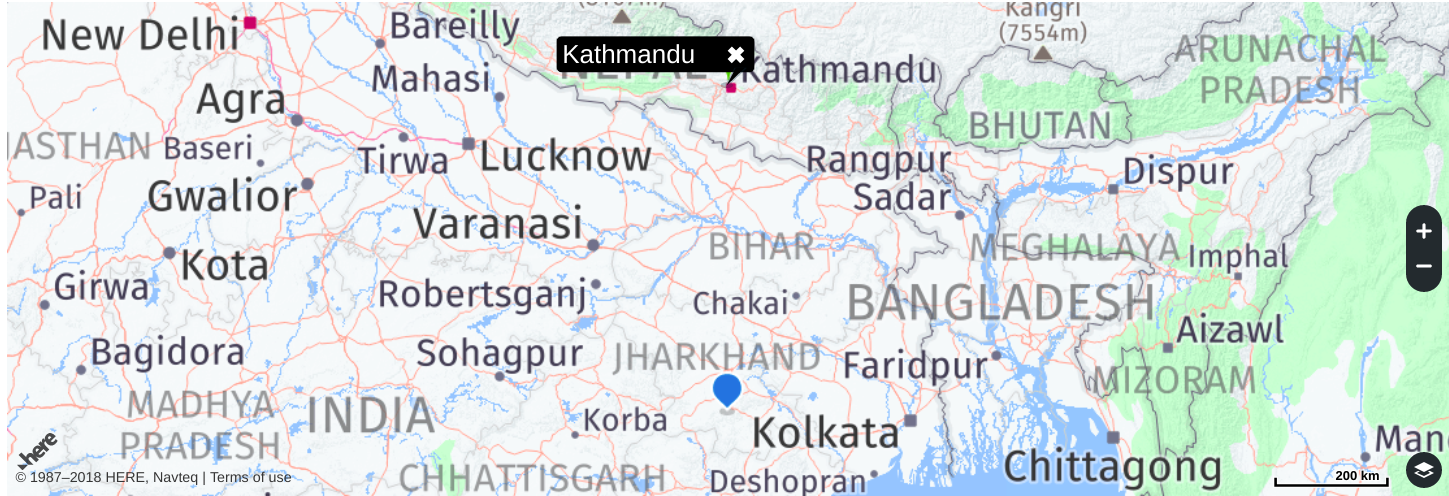 Kangri
(7554m)
New Delhi
Bareilly
Kathmandu ✖
NEPAL
Kathmandu
ARUNACHAL
PRADESH
Mahasi
Agra
BHUTAN
Baseri
Tirwa
Lucknow
Rangpur
Sadar
Dispur
Pali
Gwalior
Varanasi
BIHAR
MEGHALAYA
Imphal
Kota
Girwa
Robertsganj
Chakai
BANGLADESH
Aizawl
Bagidora
Sohagpur
JHARKHAND
Faridpur
MIZORAM
MADHYA
PRADESH
INDIA
Korba
Kolkata
Chittagong
here
CHHATTISGARH
Deshopran
© 1987–2018 HERE, Navteq | Terms of use
200 km
+
−